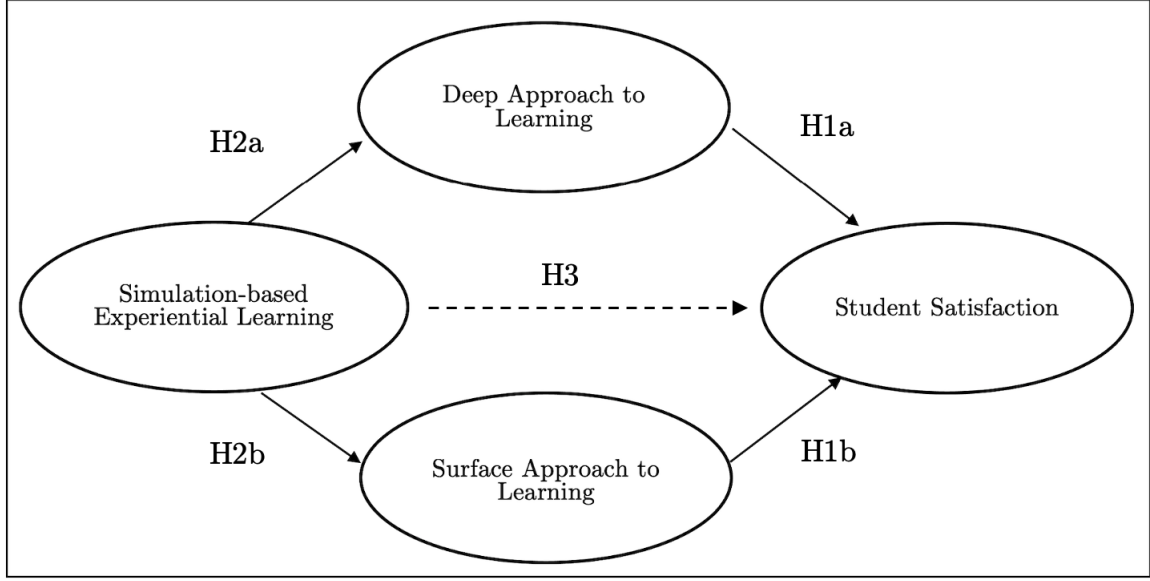 Deep Approach to
Learning
H2a
H1a
H3
Simulation-based
Experiential Learning
Student Satisfaction
H2b
H1b
Surface Approach to
Learning